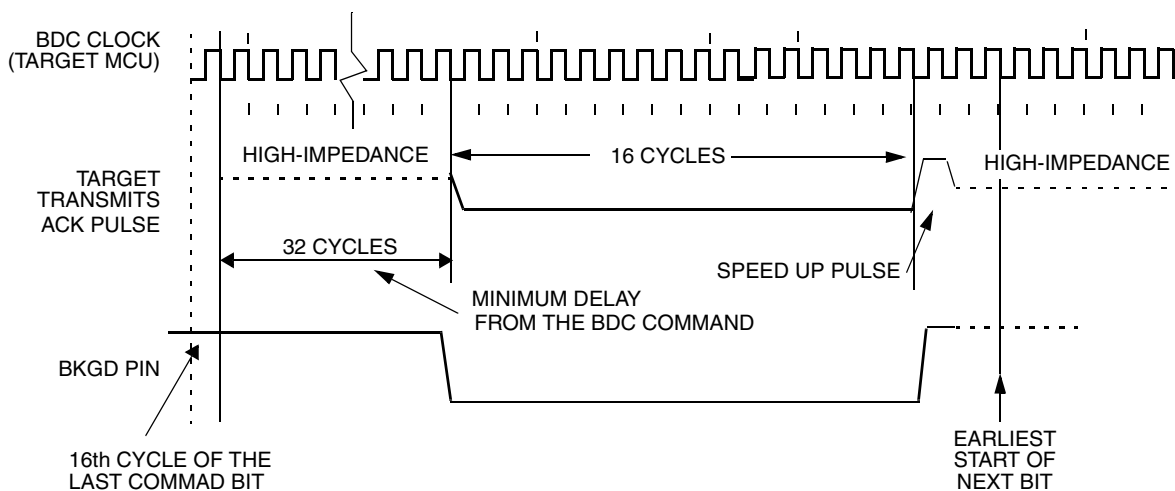 BDC CLOCK
(TARGET MCU)
HIGH-IMPEDANCE
16 CYCLES
HIGH-IMPEDANCE
TARGET
TRANSMITS
ACK PULSE
32 CYCLES
SPEED UP PULSE
MINIMUM DELAY
FROM THE BDC COMMAND
BKGD PIN
16th CYCLE OF THE
LAST COMMAD BIT
EARLIEST
START OF
NEXT BIT